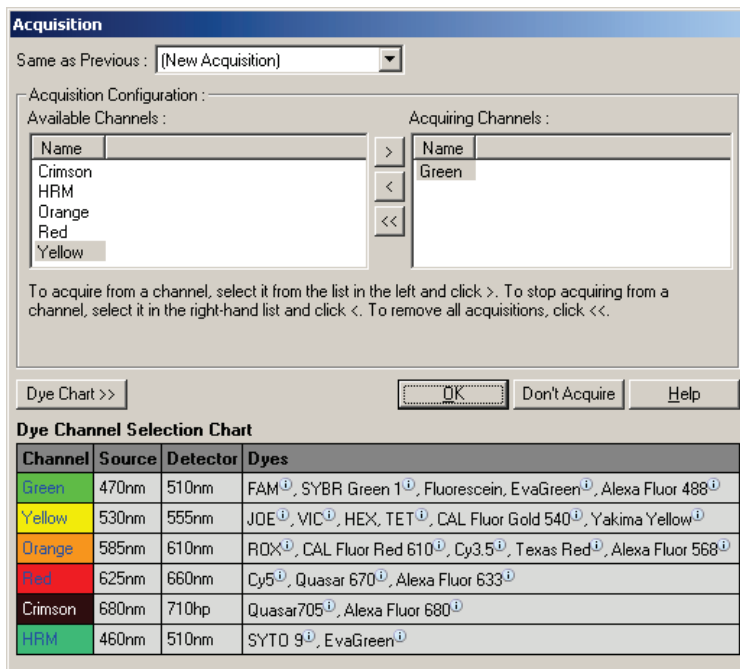 Acquisition
Same as Previous : (New Acquisition)
Acquisition Configuration :
Available Channels :
Acquiring Channels :
Name
Crimson
HRM
Orange
Red
Yellow
>
<
<<
Name
Green
To acquire from a channel, select it from the list in the left and click >. To stop acquiring from a
channel, select it in the right-hand list and click <. To remove all acquisitions, click <<.
Dye Chart >> OK Don't Acquire Help
Dye Channel Selection Chart
Channel Source Detector Dyes
Green 470nm 510nm FAM ⓘ, SYBR Green 1 ⓘ, Fluorescein, EvaGreen ⓘ, Alexa Fluor 488 ⓘ
Yellow 530nm 555nm JOE ⓘ, VIC ⓘ, HEX, TET ⓘ, CAL Fluor Gold 540 ⓘ, Yakima Yellow ⓘ
Orange 585nm 610nm ROX ⓘ, CAL Fluor Red 610 ⓘ, Cy3.5 ⓘ, Texas Red ⓘ, Alexa Fluor 568 ⓘ
Red 625nm 660nm Cy5 ⓘ, Quasar 670 ⓘ, Alexa Fluor 633 ⓘ
Crimson 680nm 710hp Quasar705 ⓘ, Alexa Fluor 680 ⓘ
HRM 460nm 510nm SYTO 9 ⓘ, EvaGreen ⓘ